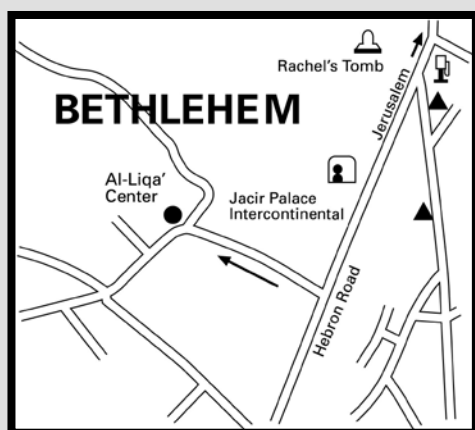 Rachel's Tomb
Jerusalem
BETHLEHEM
Al-Liqa'
Center
Jacir Palace
Intercontinental
Hebron Road